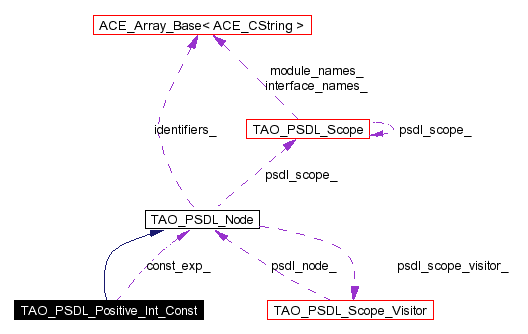 ACE_Array_Base< ACE_CString >
module_names_
interface_names_
identifiers_
TAO_PSDL_Scope
psdl_scope_
psdl_scope_
TAO_PSDL_Node
const_exp_
psdl_node_
psdl_scope_visitor_
TAO_PSDL_Positive_Int_Const
TAO_PSDL_Scope_Visitor